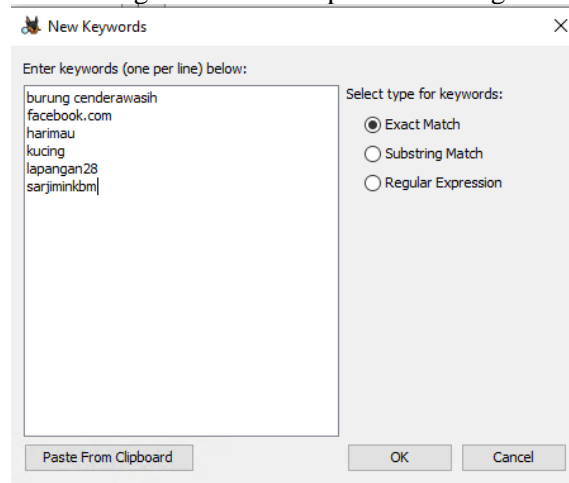 New Keywords
Enter keywords (one per line) below:
burung cenderawasih
facebook.com
harimau
kucing
lapangan28
sarjiminkbm
Select type for keywords:
Exact Match
Substring Match
Regular Expression
Paste From Clipboard
OK
Cancel